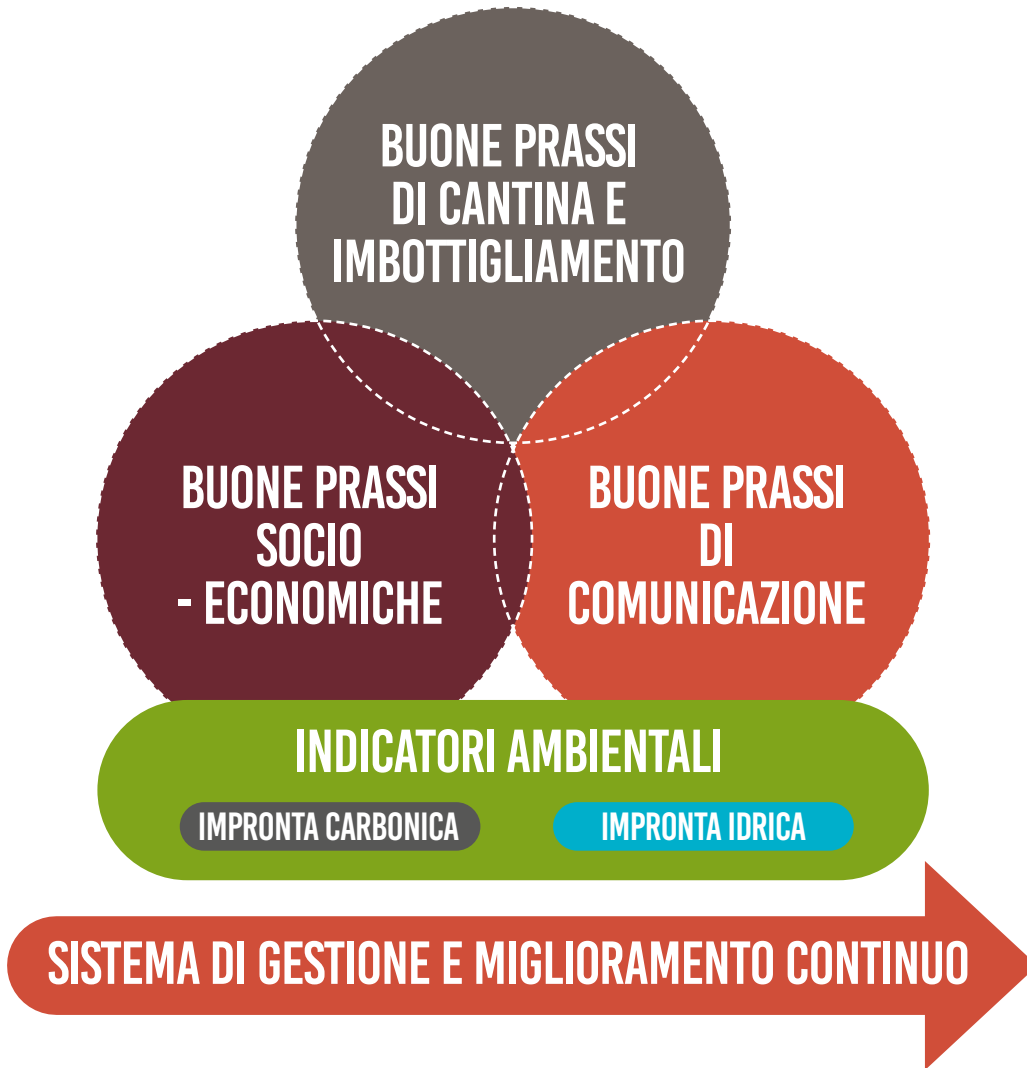 BUONE PRASSI
DI CANTINA E
IMBOTTIGLIAMENTO
BUONE PRASSI
SOCIO
- ECONOMICHE
BUONE PRASSI
DI
COMUNICAZIONE
INDICATORI AMBIENTALI
IMPRONTA CARBONICA
IMPRONTA IDRICA
SISTEMA DI GESTIONE E MIGLIORAMENTO CONTINUO